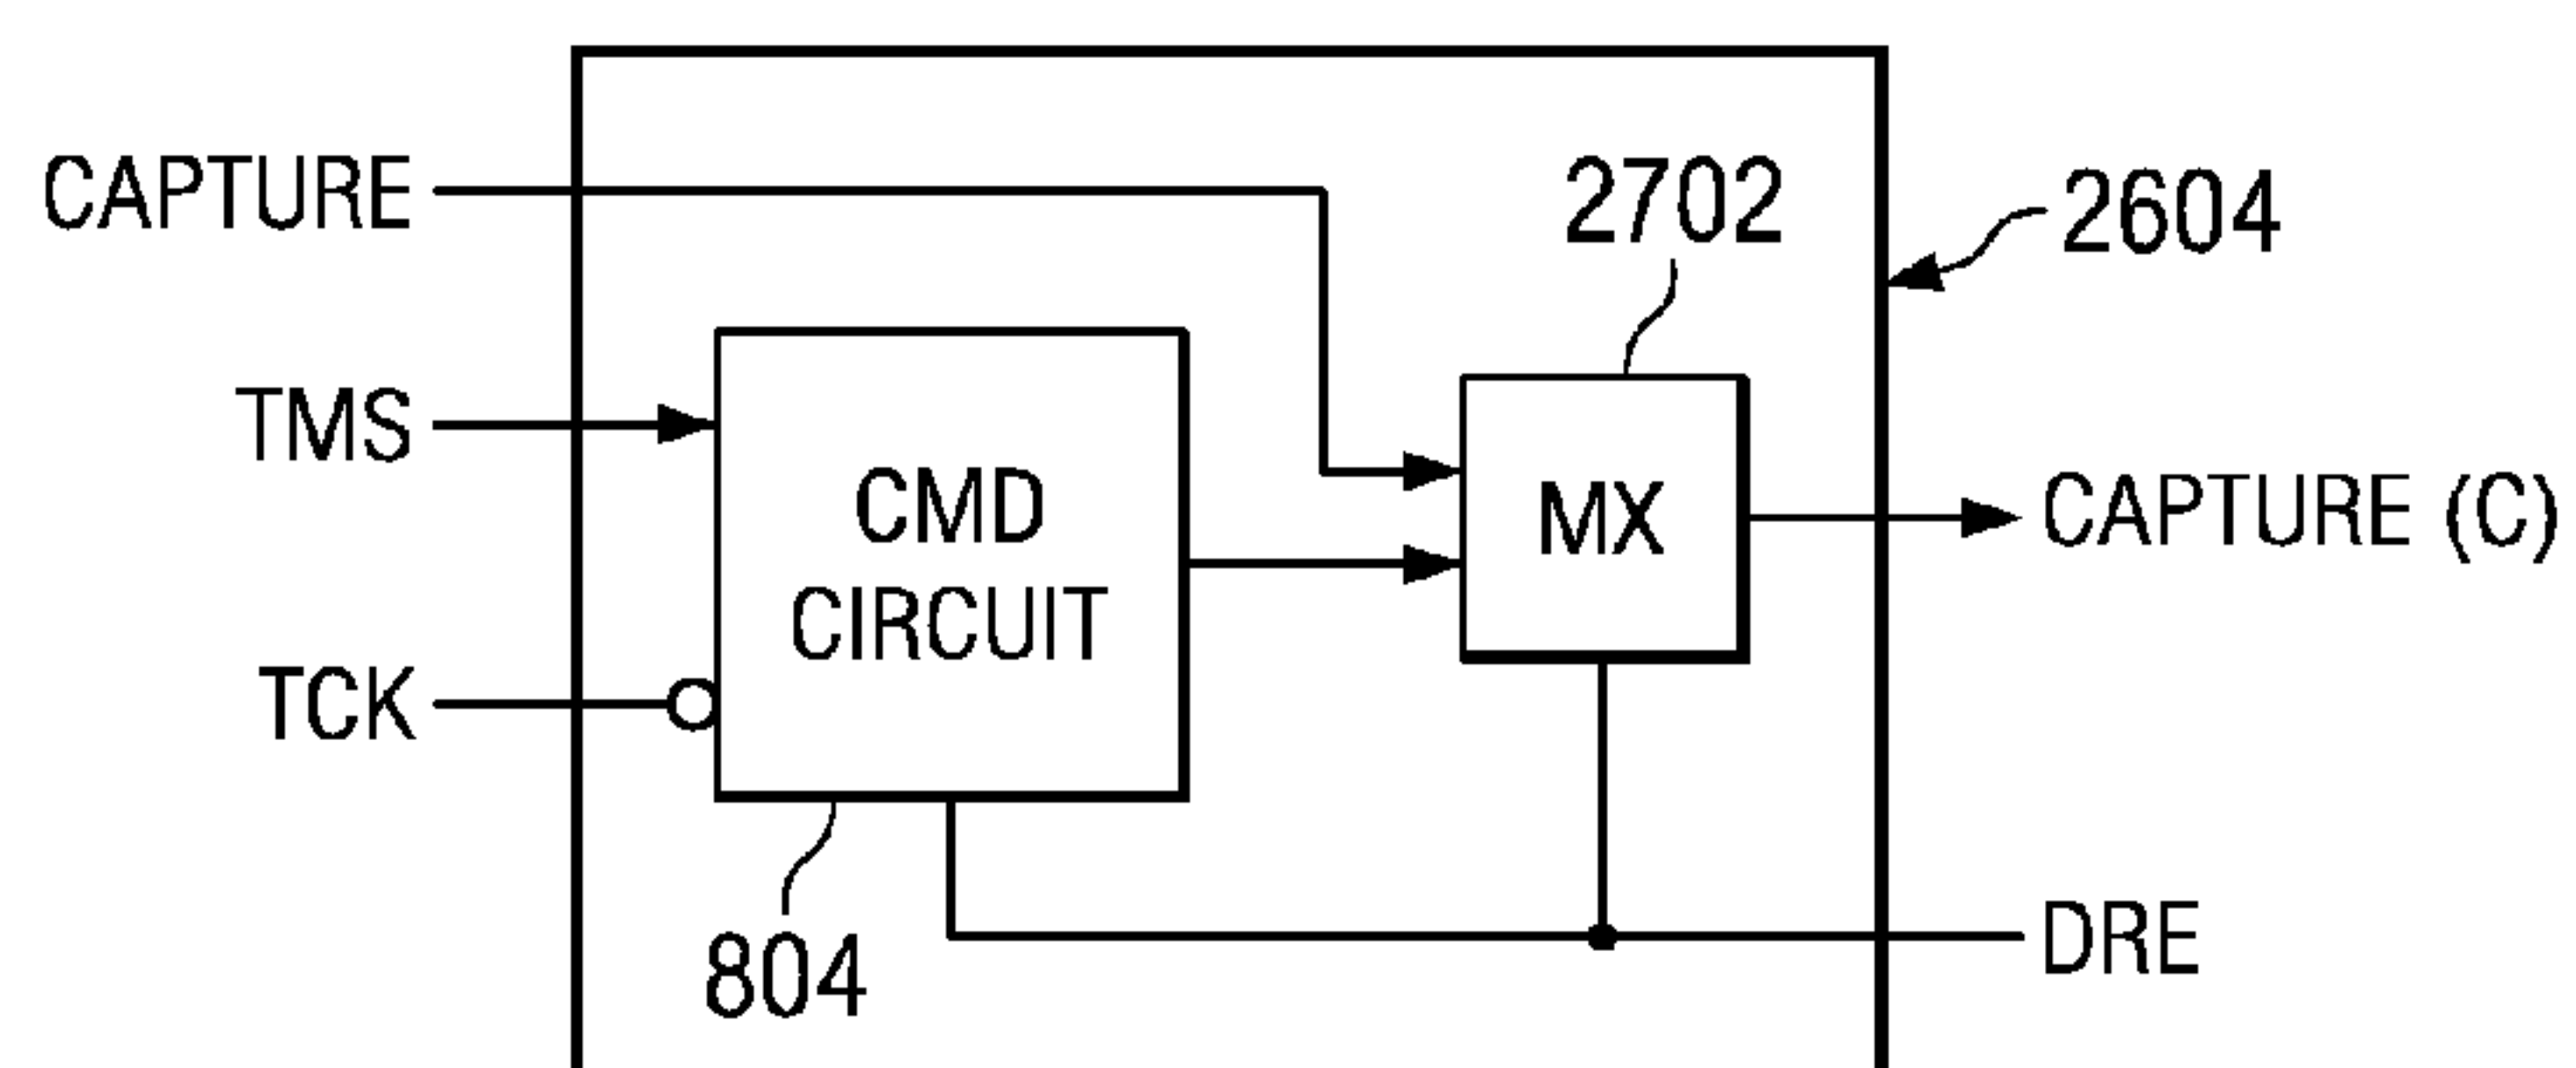 CAPTURE
2702
2604
TMS
CMD
CIRCUIT
MX
CAPTURE (C)
TCK
804
DRE